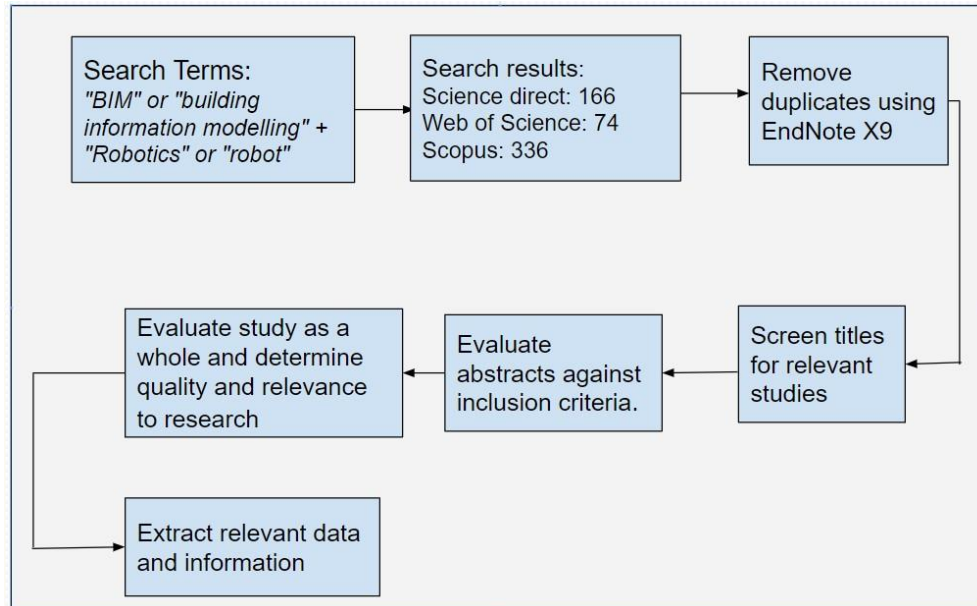 Search Terms:
"BIM" or "building
information modelling" +
"Robotics" or "robot"
Search results:
Science direct: 166
Web of Science: 74
Scopus: 336
Remove
duplicates using
EndNote X9
Screen titles
for relevant
studies
Evaluate
abstracts against
inclusion criteria.
Evaluate study as a
whole and determine
quality and relevance
to research
Extract relevant data
and information